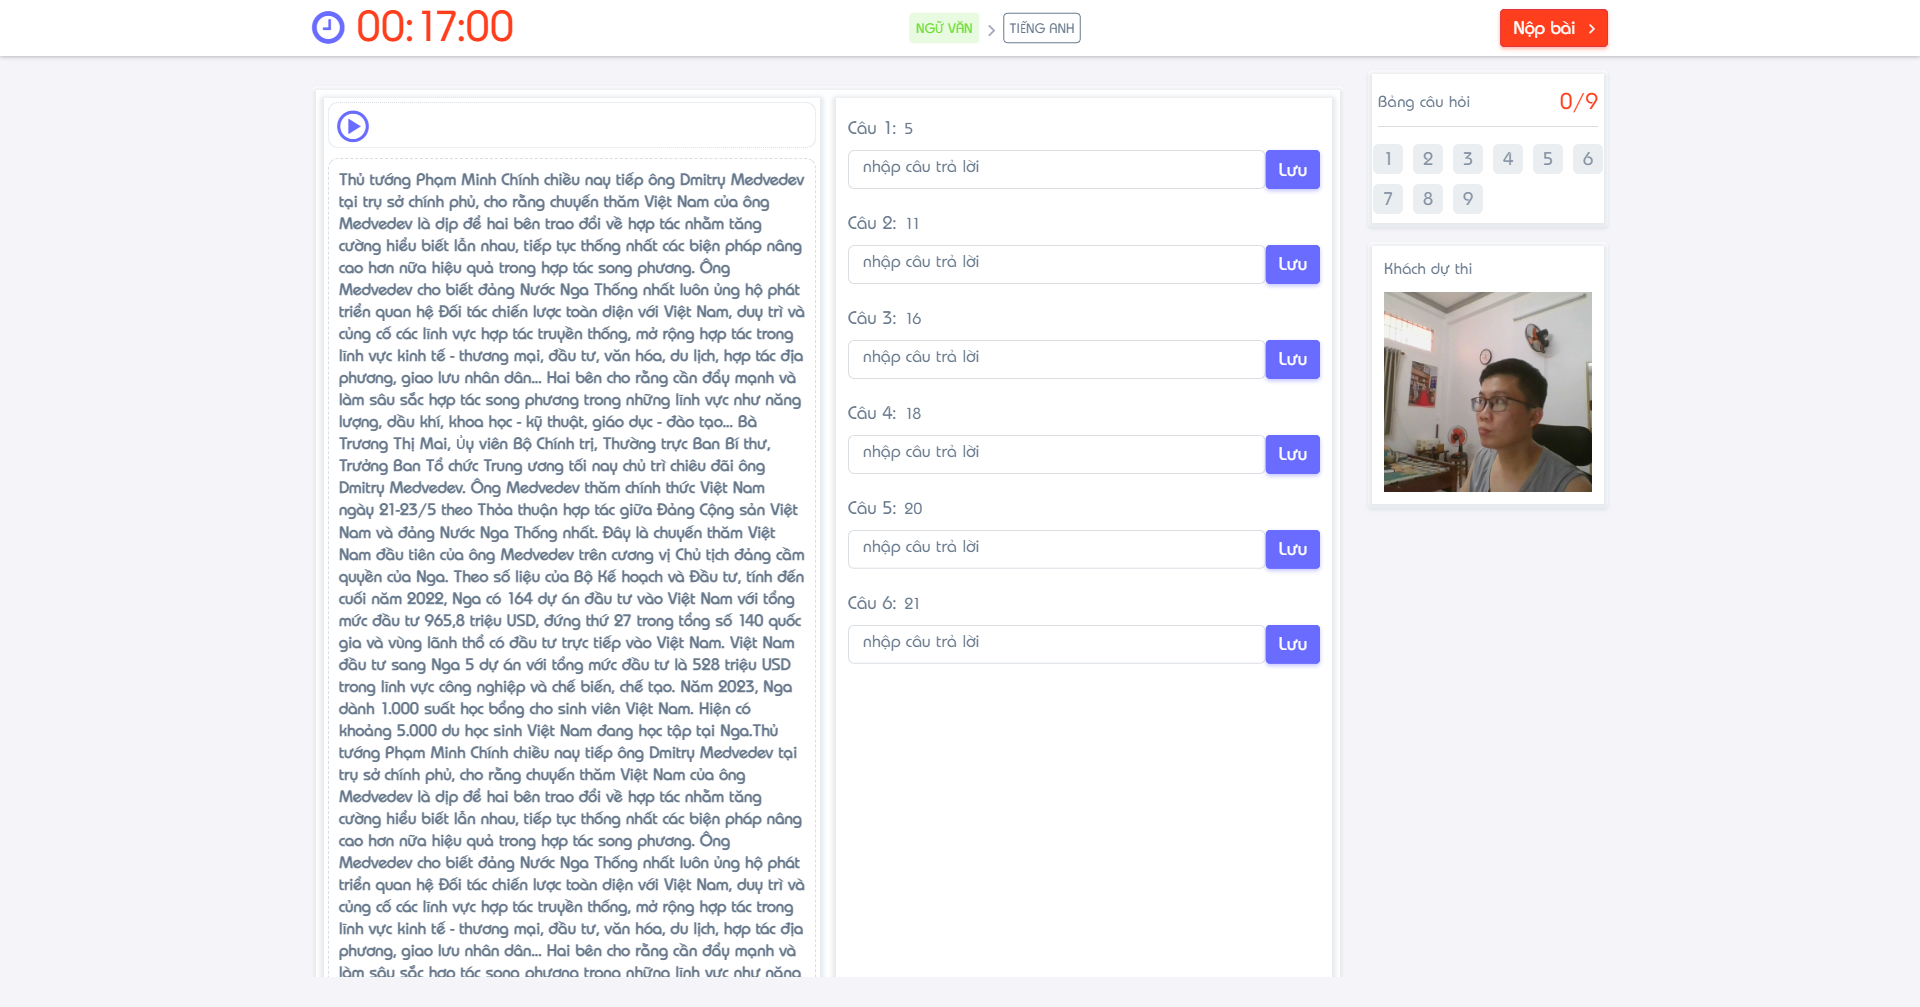 00:17:00
NGỮ VĂN
TIẾNG ANH
Nộp bài
Thủ tướng Phạm Minh Chính chiều nay tiếp ông Dmitry Medvedev
tại trụ sở chính phủ, cho rằng chuyến thăm Việt Nam của ông
Medvedev là dịp để hai bên trao đổi về hợp tác nhằm tăng
cường hiểu biết lẫn nhau, tiếp tục thống nhất các biện pháp nâng
cao hơn nữa hiệu quả trong hợp tác song phương. Ông
Medvedev cho biết đảng Nước Nga Thống nhất luôn ủng hộ phát
triển quan hệ Đối tác chiến lược toàn diện với Việt Nam, duy trì và
củng cố các lĩnh vực hợp tác truyền thống, mở rộng hợp tác trong
lĩnh vực kinh tế - thương mại, đầu tư, văn hóa, du lịch, hợp tác địa
phương, giao lưu nhân dân... Hai bên cho rằng cần đẩy mạnh và
làm sâu sắc hợp tác song phương trong những lĩnh vực như năng
lượng, dầu khí, khoa học - kỹ thuật, giáo dục - đào tạo... Bà
Trương Thị Mai, Ủy viên Bộ Chính trị, Thường trực Ban Bí thư,
Trưởng Ban Tổ chức Trung ương tối nay chủ trì chiêu đãi ông
Dmitry Medvedev. Ông Medvedev thăm chính thức Việt Nam
ngày 21-23/5 theo Thỏa thuận hợp tác giữa Đảng Cộng sản Việt
Nam và đảng Nước Nga Thống nhất. Đây là chuyến thăm Việt
Nam đầu tiên của ông Medvedev trên cương vị Chủ tịch đảng cầm
quyền của Nga. Theo số liệu của Bộ Kế hoạch và Đầu tư, tính đến
cuối năm 2022, Nga có 164 dự án đầu tư vào Việt Nam với tổng
mức đầu tư 965,8 triệu USD, đứng thứ 27 trong tổng số 140 quốc
gia và vùng lãnh thổ có đầu tư trực tiếp vào Việt Nam. Việt Nam
đầu tư sang Nga 5 dự án với tổng mức đầu tư là 528 triệu USD
trong lĩnh vực công nghiệp và chế biến, chế tạo. Năm 2023, Nga
dành 1.000 suất học bổng cho sinh viên Việt Nam. Hiện có
khoảng 5.000 du học sinh Việt Nam đang học tập tại Nga.Thủ
tướng Phạm Minh Chính chiều nay tiếp ông Dmitry Medvedev tại
trụ sở chính phủ, cho rằng chuyến thăm Việt Nam của ông
Medvedev là dịp để hai bên trao đổi về hợp tác nhằm tăng
cường hiểu biết lẫn nhau, tiếp tục thống nhất các biện pháp nâng
cao hơn nữa hiệu quả trong hợp tác song phương. Ông
Medvedev cho biết đảng Nước Nga Thống nhất luôn ủng hộ phát
triển quan hệ Đối tác chiến lược toàn diện với Việt Nam, duy trì và
củng cố các lĩnh vực hợp tác truyền thống, mở rộng hợp tác trong
lĩnh vực kinh tế - thương mại, đầu tư, văn hóa, du lịch, hợp tác địa
phương, giao lưu nhân dân... Hai bên cho rằng cần đẩy mạnh và
làm sâu sắc hợp tác song phương trong những lĩnh vực như năng
Câu 1: 5
nhập câu trả lời Lưu
Câu 2: 11
nhập câu trả lời Lưu
Câu 3: 16
nhập câu trả lời Lưu
Câu 4: 18
nhập câu trả lời Lưu
Câu 5: 20
nhập câu trả lời Lưu
Câu 6: 21
nhập câu trả lời Lưu
Bảng câu hỏi 0/9
1 2 3 4 5 6
7 8 9
Khách dự thi